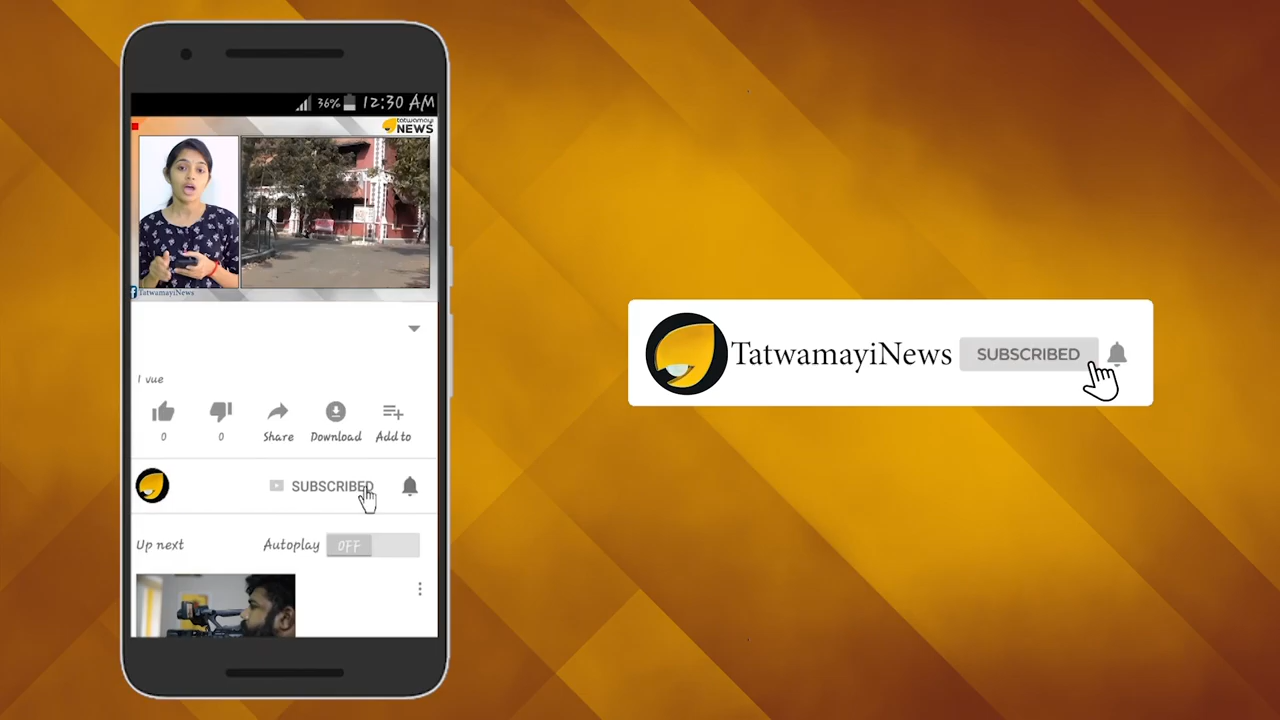 36% 12:30 AM
tatwamayi
NEWS
TatwamayiNews
1 vue
0 0 Share Download Add to
SUBSCRIBED
Up next Autoplay OFF
TatwamayiNews SUBSCRIBED